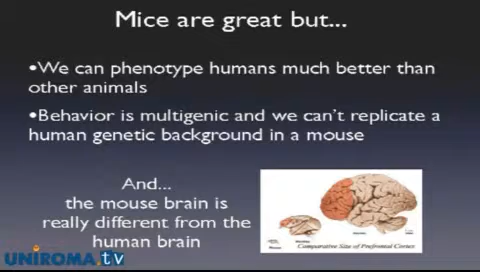 Mice are great but...
•We can phenotype humans much better than
other animals
•Behavior is multigenic and we can't replicate a
human genetic background in a mouse
And...
the mouse brain is
really different from the
human brain
Comparative Size of Prefrontal Cortex
UNIROMA.tv